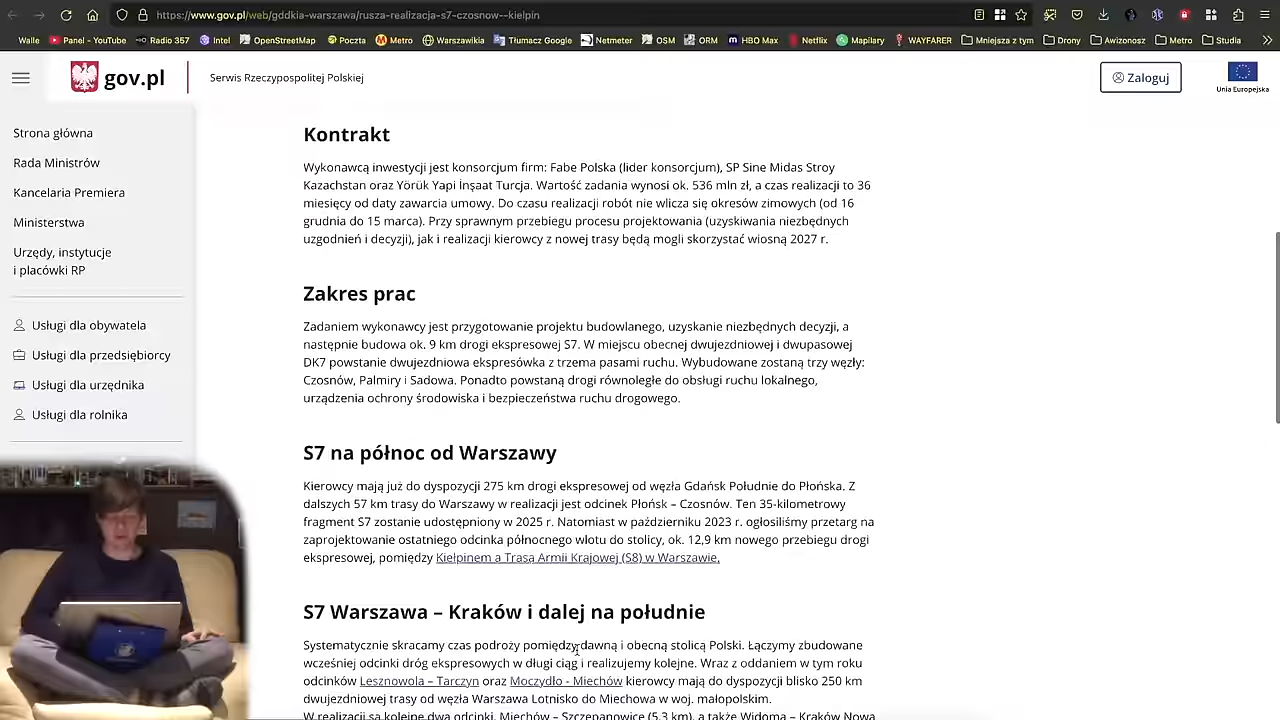 https://www.gov.pl/web/gddkia-warszawa/rusza-realizacja-s7-czosnow--kielpin
Walle Panel - YouTube Radio 357 Intel OpenStreetMap Poczta Metro Warszawikia Tłumacz Google Netmeter OSM ORM HBO Max Netflix Mapilary WAYFARER Mniejsza z tym Drony Awizonosz Metro Studia
gov.pl
Serwis Rzeczypospolitej Polskiej
Zaloguj
Unia Europejska
Strona główna
Rada Ministrów
Kancelaria Premiera
Ministerstwa
Urzędy, instytucje
i placówki RP
Usługi dla obywatela
Usługi dla przedsiębiorcy
Usługi dla urzędnika
Usługi dla rolnika
Kontrakt
Wykonawcą inwestycji jest konsorcjum firm: Fabe Polska (lider konsorcjum), SP Sine Midas Stroy
Kazachstan oraz Yörük Yapi İnşaat Turcja. Wartość zadania wynosi ok. 536 mln zł, a czas realizacji to 36
miesięcy od daty zawarcia umowy. Do czasu realizacji robót nie wlicza się okresów zimowych (od 16
grudnia do 15 marca). Przy sprawnym przebiegu procesu projektowania (uzyskiwania niezbędnych
uzgodnień i decyzji), jak i realizacji kierowcy z nowej trasy będą mogli skorzystać wiosną 2027 r.
Zakres prac
Zadaniem wykonawcy jest przygotowanie projektu budowlanego, uzyskanie niezbędnych decyzji, a
następnie budowa ok. 9 km drogi ekspresowej S7. W miejscu obecnej dwujezdniowej i dwupasowej
DK7 powstanie dwujezdniowa ekspresówka z trzema pasami ruchu. Wybudowane zostaną trzy węzły:
Czosnów, Palmiry i Sadowa. Ponadto powstaną drogi równoległe do obsługi ruchu lokalnego,
urządzenia ochrony środowiska i bezpieczeństwa ruchu drogowego.
S7 na północ od Warszawy
Kierowcy mają już do dyspozycji 275 km drogi ekspresowej od węzła Gdańsk Południe do Płońska. Z
dalszych 57 km trasy do Warszawy w realizacji jest odcinek Płońsk – Czosnów. Ten 35-kilometrowy
fragment S7 zostanie udostępniony w 2025 r. Natomiast w październiku 2023 r. ogłosiliśmy przetarg na
zaprojektowanie ostatniego odcinka północnego wlotu do stolicy, ok. 12,9 km nowego przebiegu drogi
ekspresowej, pomiędzy Kiełpinem a Trasą Armii Krajowej (S8) w Warszawie.
S7 Warszawa – Kraków i dalej na południe
Systematycznie skracamy czas podroży pomiędzy dawną i obecną stolicą Polski. Łączymy zbudowane
wcześniej odcinki dróg ekspresowych w długi ciąg i realizujemy kolejne. Wraz z oddaniem w tym roku
odcinków Lesznowola – Tarczyn oraz Moczydło - Miechów kierowcy mają do dyspozycji blisko 250 km
dwujezdniowej trasy od węzła Warszawa Lotnisko do Miechowa w woj. małopolskim.
W realizacji są kolejne dwa odcinki, Miechów – Szczepanowice (5,3 km), a także Widoma – Kraków Nowa